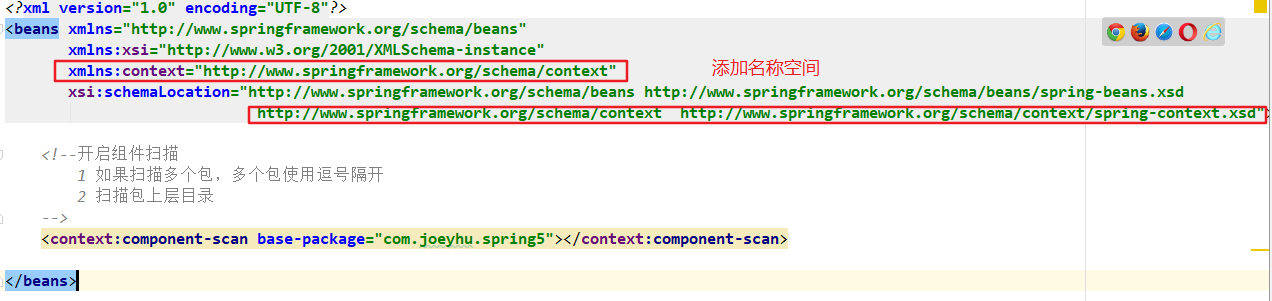 <?xml version="1.0" encoding="UTF-8"?>
<beans xmlns="http://www.springframework.org/schema/beans"
xmlns:xsi="http://www.w3.org/2001/XMLSchema-instance"
xmlns:context="http://www.springframework.org/schema/context" 添加名称空间
xsi:schemaLocation="http://www.springframework.org/schema/beans http://www.springframework.org/schema/beans/spring-beans.xsd
http://www.springframework.org/schema/context http://www.springframework.org/schema/context/spring-context.xsd">
<!--开启组件扫描
1 如果扫描多个包，多个包使用逗号隔开
2 扫描包上层目录
-->
<context:component-scan base-package="com.joeyhu.spring5"></context:component-scan>
</beans>